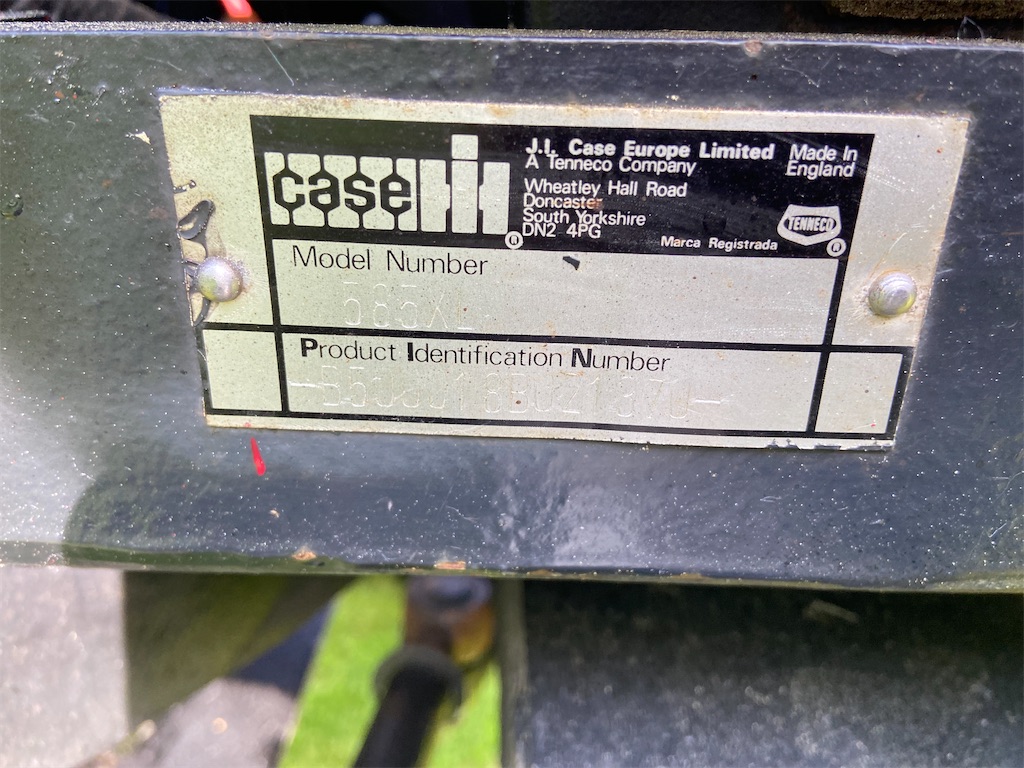 case IH
J.I. Case Europe Limited
A Tenneco Company
Wheatley Hall Road
Doncaster
South Yorkshire
DN2 4PG
Made In
England
Marca Registrada
TENNECO
Model Number
585XL
Product Identification Number